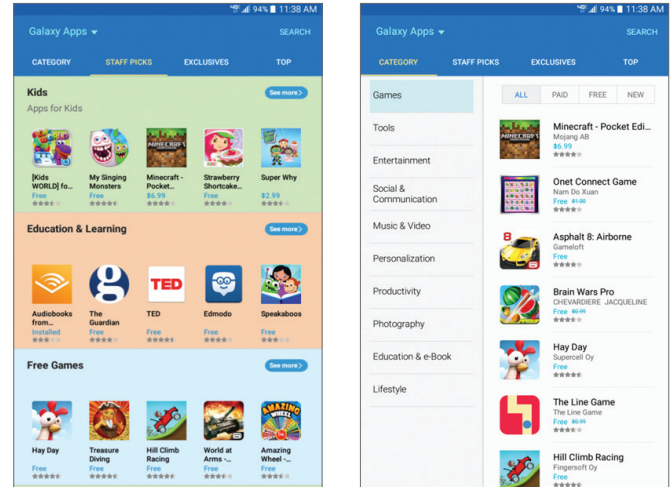 94% 11:38 AM
Galaxy Apps SEARCH
CATEGORY STAFF PICKS EXCLUSIVES TOP
Kids See more>
Apps for Kids
[Kids WORLD] fo...
Free
My Singing Monsters
Free
MINECRAFT
Minecraft - Pocket...
$6.99
Strawberry Shortcake...
Free
Super Why
$2.99
Education & Learning See more>
Audiobooks from...
Installed
The Guardian
Free
TED
TED
Free
Edmodo
Free
Speakaboos
Free
Free Games See more>
Hay Day
Free
Treasure Diving
Free
Hill Climb Racing
Free
World at Arms -...
Free
AMAZING WHEEL
Amazing Wheel -...
Free
94% 11:38 AM
Galaxy Apps SEARCH
CATEGORY STAFF PICKS EXCLUSIVES TOP
Games
Tools
Entertainment
Social &
Communication
Music & Video
Personalization
Productivity
Photography
Education & e-Book
Lifestyle
ALL PAID FREE NEW
MINECRAFT
Minecraft - Pocket Edi...
Mojang AB
$6.99
Onet Connect Game
Nam Do Xuan
Free $1.00
8
Asphalt 8: Airborne
Gameloft
Free
Brain Wars Pro
CHEVARDIERE JACQUELINE
Free $0.99
Hay Day
Supercell Oy
Free
The Line Game
The Line Game
Free $0.99
Hill Climb Racing
Fingersoft Oy
Free